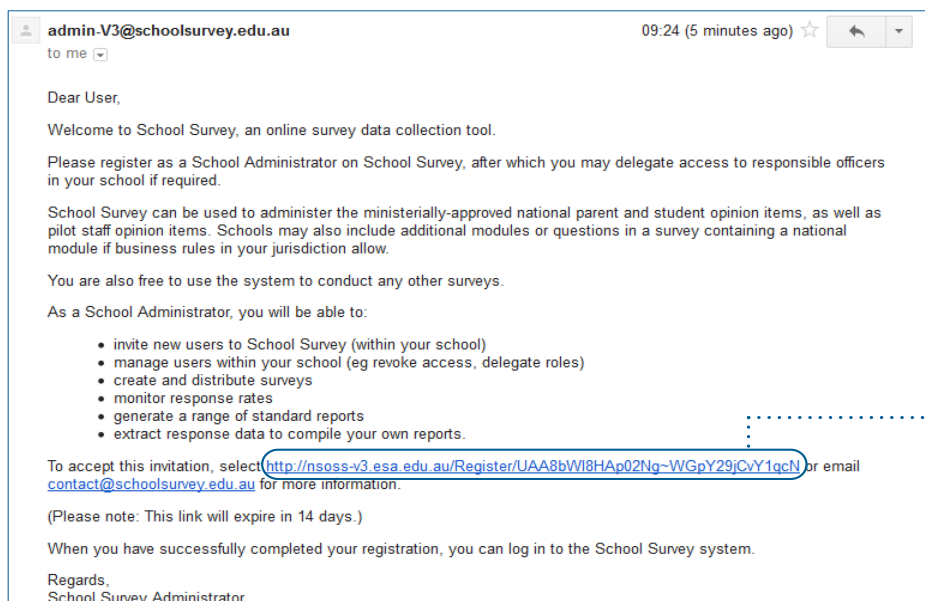 admin-V3@schoolsurvey.edu.au 09:24 (5 minutes ago)
to me
Dear User,
Welcome to School Survey, an online survey data collection tool.
Please register as a School Administrator on School Survey, after which you may delegate access to responsible officers
in your school if required.
School Survey can be used to administer the ministerially-approved national parent and student opinion items, as well as
pilot staff opinion items. Schools may also include additional modules or questions in a survey containing a national
module if business rules in your jurisdiction allow.
You are also free to use the system to conduct any other surveys.
As a School Administrator, you will be able to:
• invite new users to School Survey (within your school)
• manage users within your school (eg revoke access, delegate roles)
• create and distribute surveys
• monitor response rates
• generate a range of standard reports
• extract response data to compile your own reports.
To accept this invitation, select http://nsoss-v3.esa.edu.au/Register/UAA8bWI8HAp02Ng~WGpY29jCvY1qcN or email
contact@schoolsurvey.edu.au for more information.
(Please note: This link will expire in 14 days.)
When you have successfully completed your registration, you can log in to the School Survey system.
Regards,
School Survey Administrator